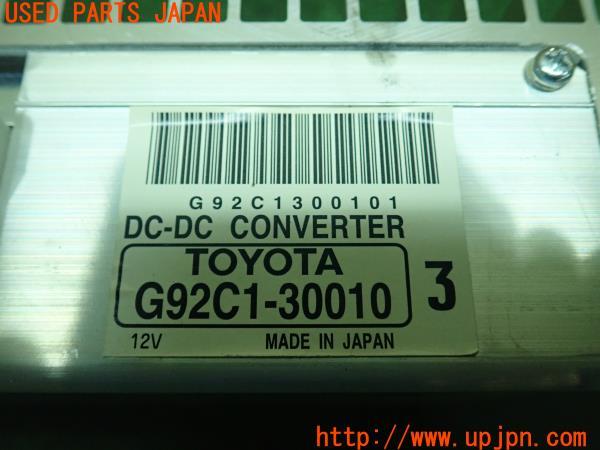 USED PARTS JAPAN
G92C1300101
DC-DC CONVERTER
TOYOTA
G92C1-30010
3
12V MADE IN JAPAN
http://www.upjpn.com/